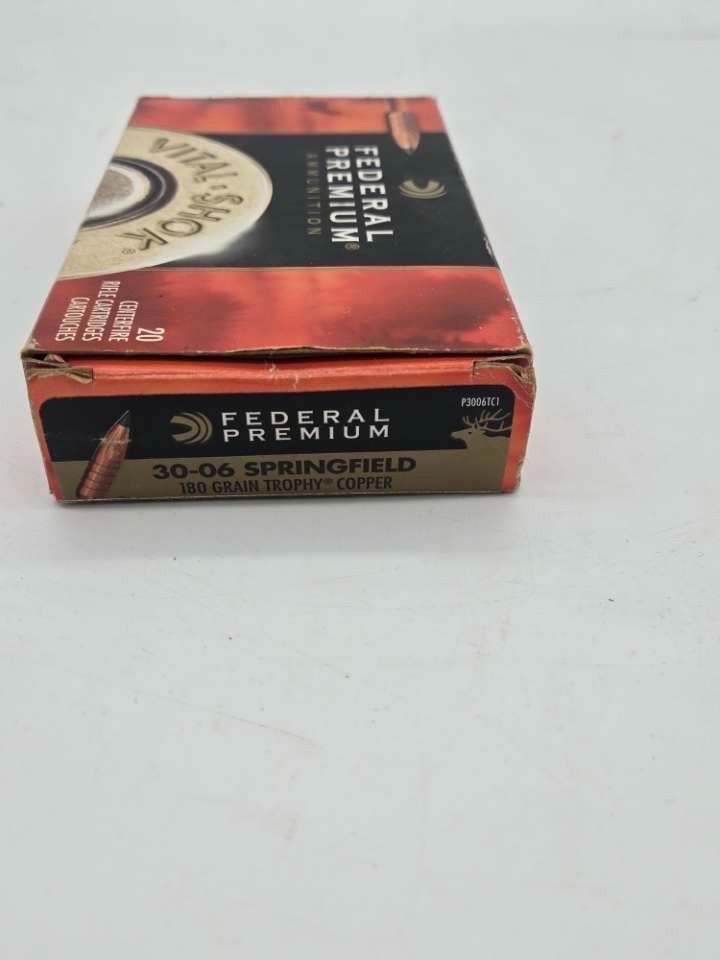 VITAL·SHOK®
FEDERAL
PREMIUM®
AMMUNITION
20
CENTERFIRE
RIFLE CARTRIDGES
CARTOUCHES
FEDERAL
PREMIUM
P3006TC1
30-06 SPRINGFIELD
180 GRAIN TROPHY® COPPER